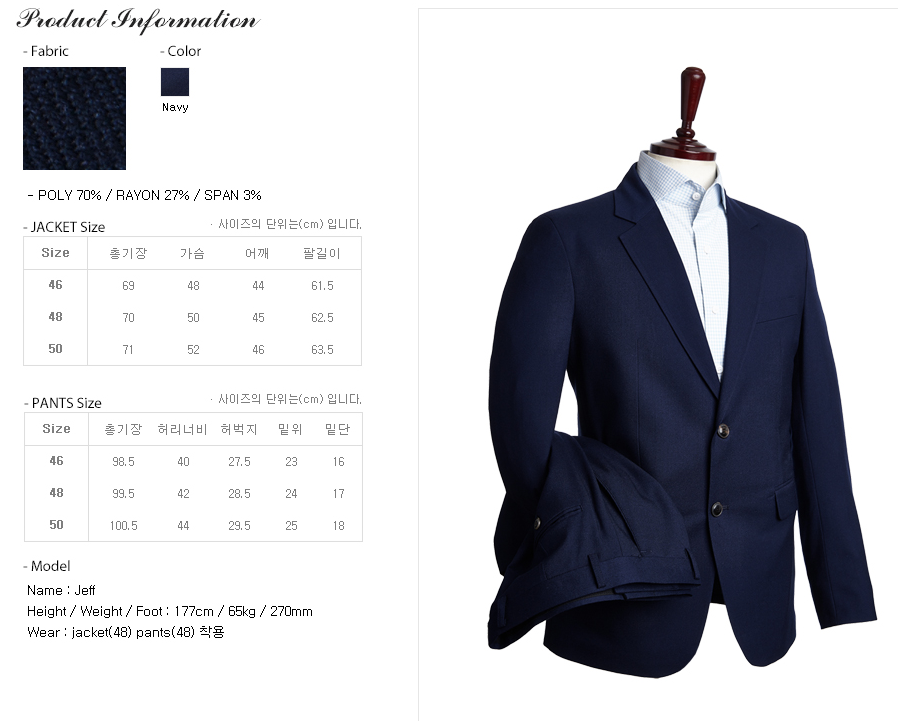 Product Information
- Fabric
- Color
Navy
- POLY 70% / RAYON 27% / SPAN 3%
- JACKET Size
· 사이즈의 단위는(cm) 입니다.
Size 총기장 가슴 어깨 팔길이
46 69 48 44 61.5
48 70 50 45 62.5
50 71 52 46 63.5
- PANTS Size
· 사이즈의 단위는(cm) 입니다.
Size 총기장 허리너비 허벅지 밑위 밑단
46 98.5 40 27.5 23 16
48 99.5 42 28.5 24 17
50 100.5 44 29.5 25 18
- Model
Name : Jeff
Height / Weight / Foot : 177cm / 65kg / 270mm
Wear : jacket(48) pants(48) 착용